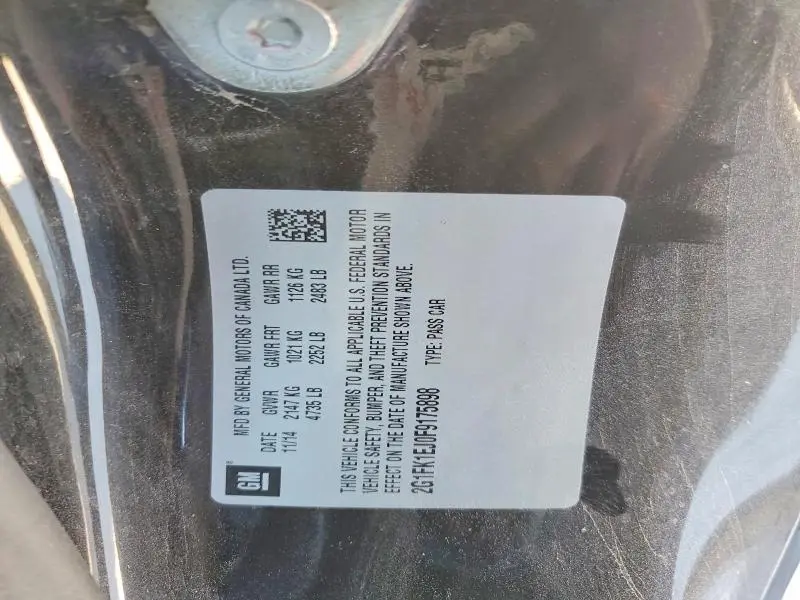 GM
MFD BY GENERAL MOTORS OF CANADA LTD.
DATE GVWR GAWR FRT GAWR RR
11/14 2147 KG 1021 KG 1126 KG
4735 LB 2252 LB 2483 LB
THIS VEHICLE CONFORMS TO ALL APPLICABLE U.S. FEDERAL MOTOR
VEHICLE SAFETY, BUMPER, AND THEFT PREVENTION STANDARDS IN
EFFECT ON THE DATE OF MANUFACTURE SHOWN ABOVE.
2G1FK1EJ0F9175898 TYPE: PASS CAR